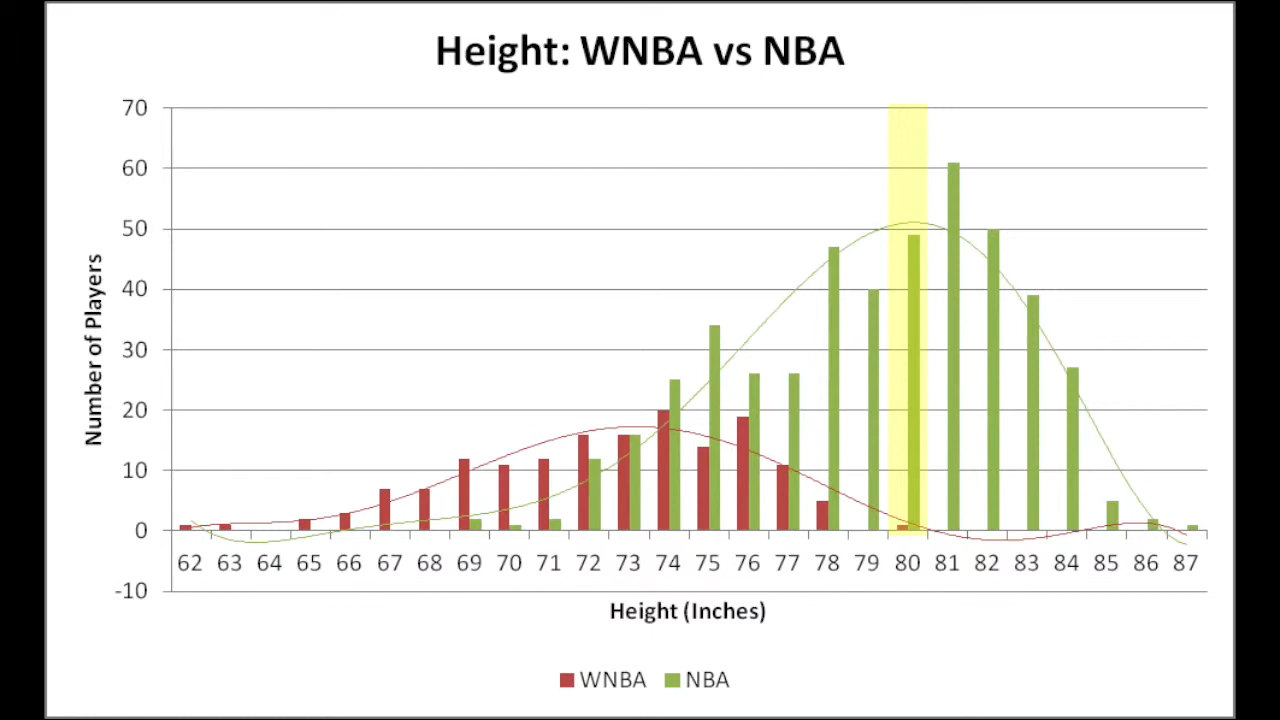 Height: WNBA vs NBA
70
60
50
40
30
20
10
0
-10
Number of Players
62 63 64 65 66 67 68 69 70 71 72 73 74 75 76 77 78 79 80 81 82 83 84 85 86 87
Height (Inches)
WNBA NBA